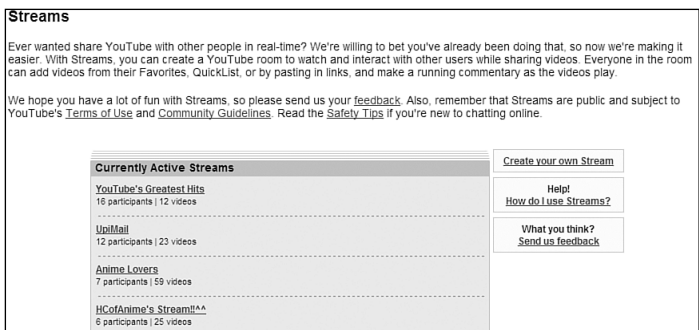 Streams
Ever wanted share YouTube with other people in real-time? We're willing to bet you've already been doing that, so now we're making it
easier. With Streams, you can create a YouTube room to watch and interact with other users while sharing videos. Everyone in the room
can add videos from their Favorites, QuickList, or by pasting in links, and make a running commentary as the videos play.
We hope you have a lot of fun with Streams, so please send us your feedback. Also, remember that Streams are public and subject to
YouTube's Terms of Use and Community Guidelines. Read the Safety Tips if you're new to chatting online.
Currently Active Streams
YouTube's Greatest Hits
16 participants | 12 videos
UpiMail
12 participants | 23 videos
Anime Lovers
7 participants | 59 videos
HCofAnime's Stream!!^^
6 participants | 25 videos
Create your own Stream
Help!
How do I use Streams?
What you think?
Send us feedback